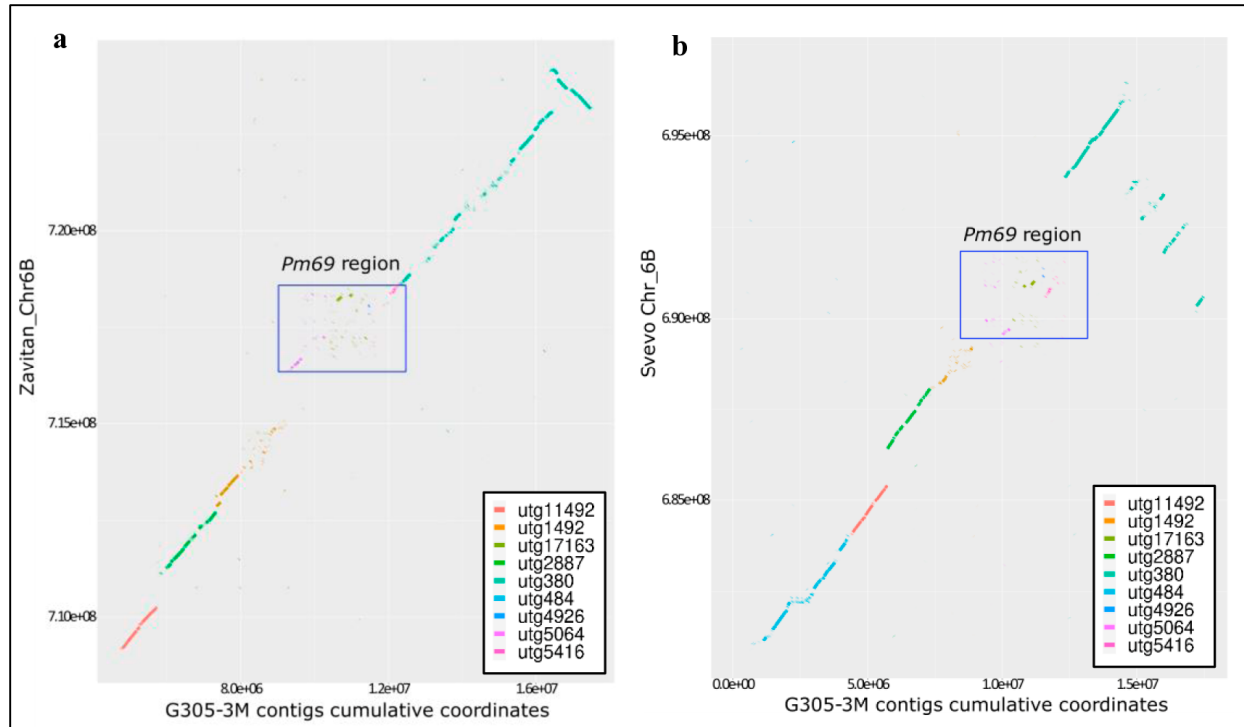 a
Zavitan_Chr6B
7.20e+08
7.15e+08
7.10e+08
Pm69 region
utg11492
utg1492
utg17163
utg2887
utg380
utg484
utg4926
utg5064
utg5416
8.0e+06
1.2e+07
1.6e+07
G305-3M contigs cumulative coordinates
b
Svevo Chr_6B
6.95e+08
6.90e+08
6.85e+08
Pm69 region
utg11492
utg1492
utg17163
utg2887
utg380
utg484
utg4926
utg5064
utg5416
0.0e+00
5.0e+06
1.0e+07
1.5e+07
G305-3M contigs cumulative coordinates